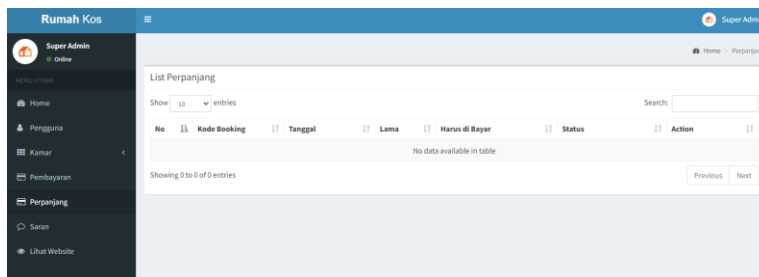 Rumah Kos
Super Adm
Super Admin
Online
Home > Perpanja
MENU UTAMA
List Perpanjang
Home
Show 10 entries
Search:
Pengguna
No Kode Booking Tanggal Lama Harus di Bayar Status Action
Kamar
No data available in table
Pembayaran
Showing 0 to 0 of 0 entries
Previous Next
Perpanjang
Saran
Lihat Website